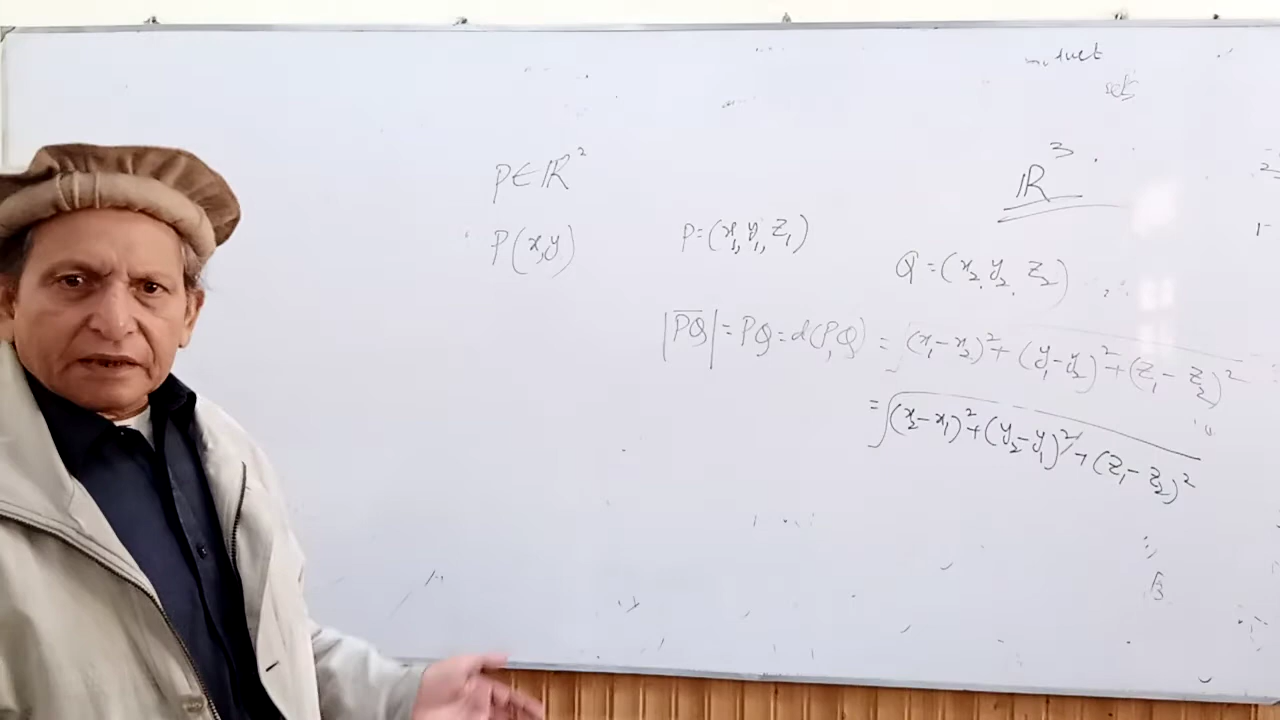 sets
P∈ℝ²
ℝ³
P(x,y)
P=(x₁,y₁,z₁)
Q=(x₂,y₂,z₂)
|P̅Q̅|=PQ=d(P,Q)=√(x₁-x₂)²+(y₁-y₂)²+(z₁-z₂)²
=√(x₂-x₁)²+(y₂-y₁)²+(z₁-z₂)²